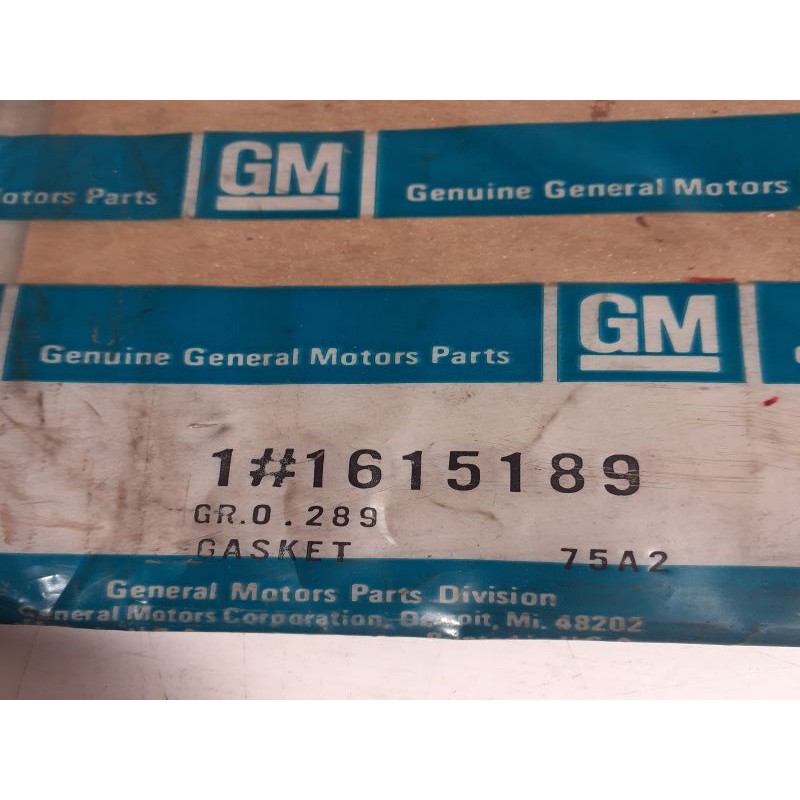 Motors Parts GM Genuine General Motors
Genuine General Motors Parts GM G
1#1615189
GR.0.289
GASKET 75A2
General Motors Parts Division
General Motors Corporation, Detroit, Mi. 48202